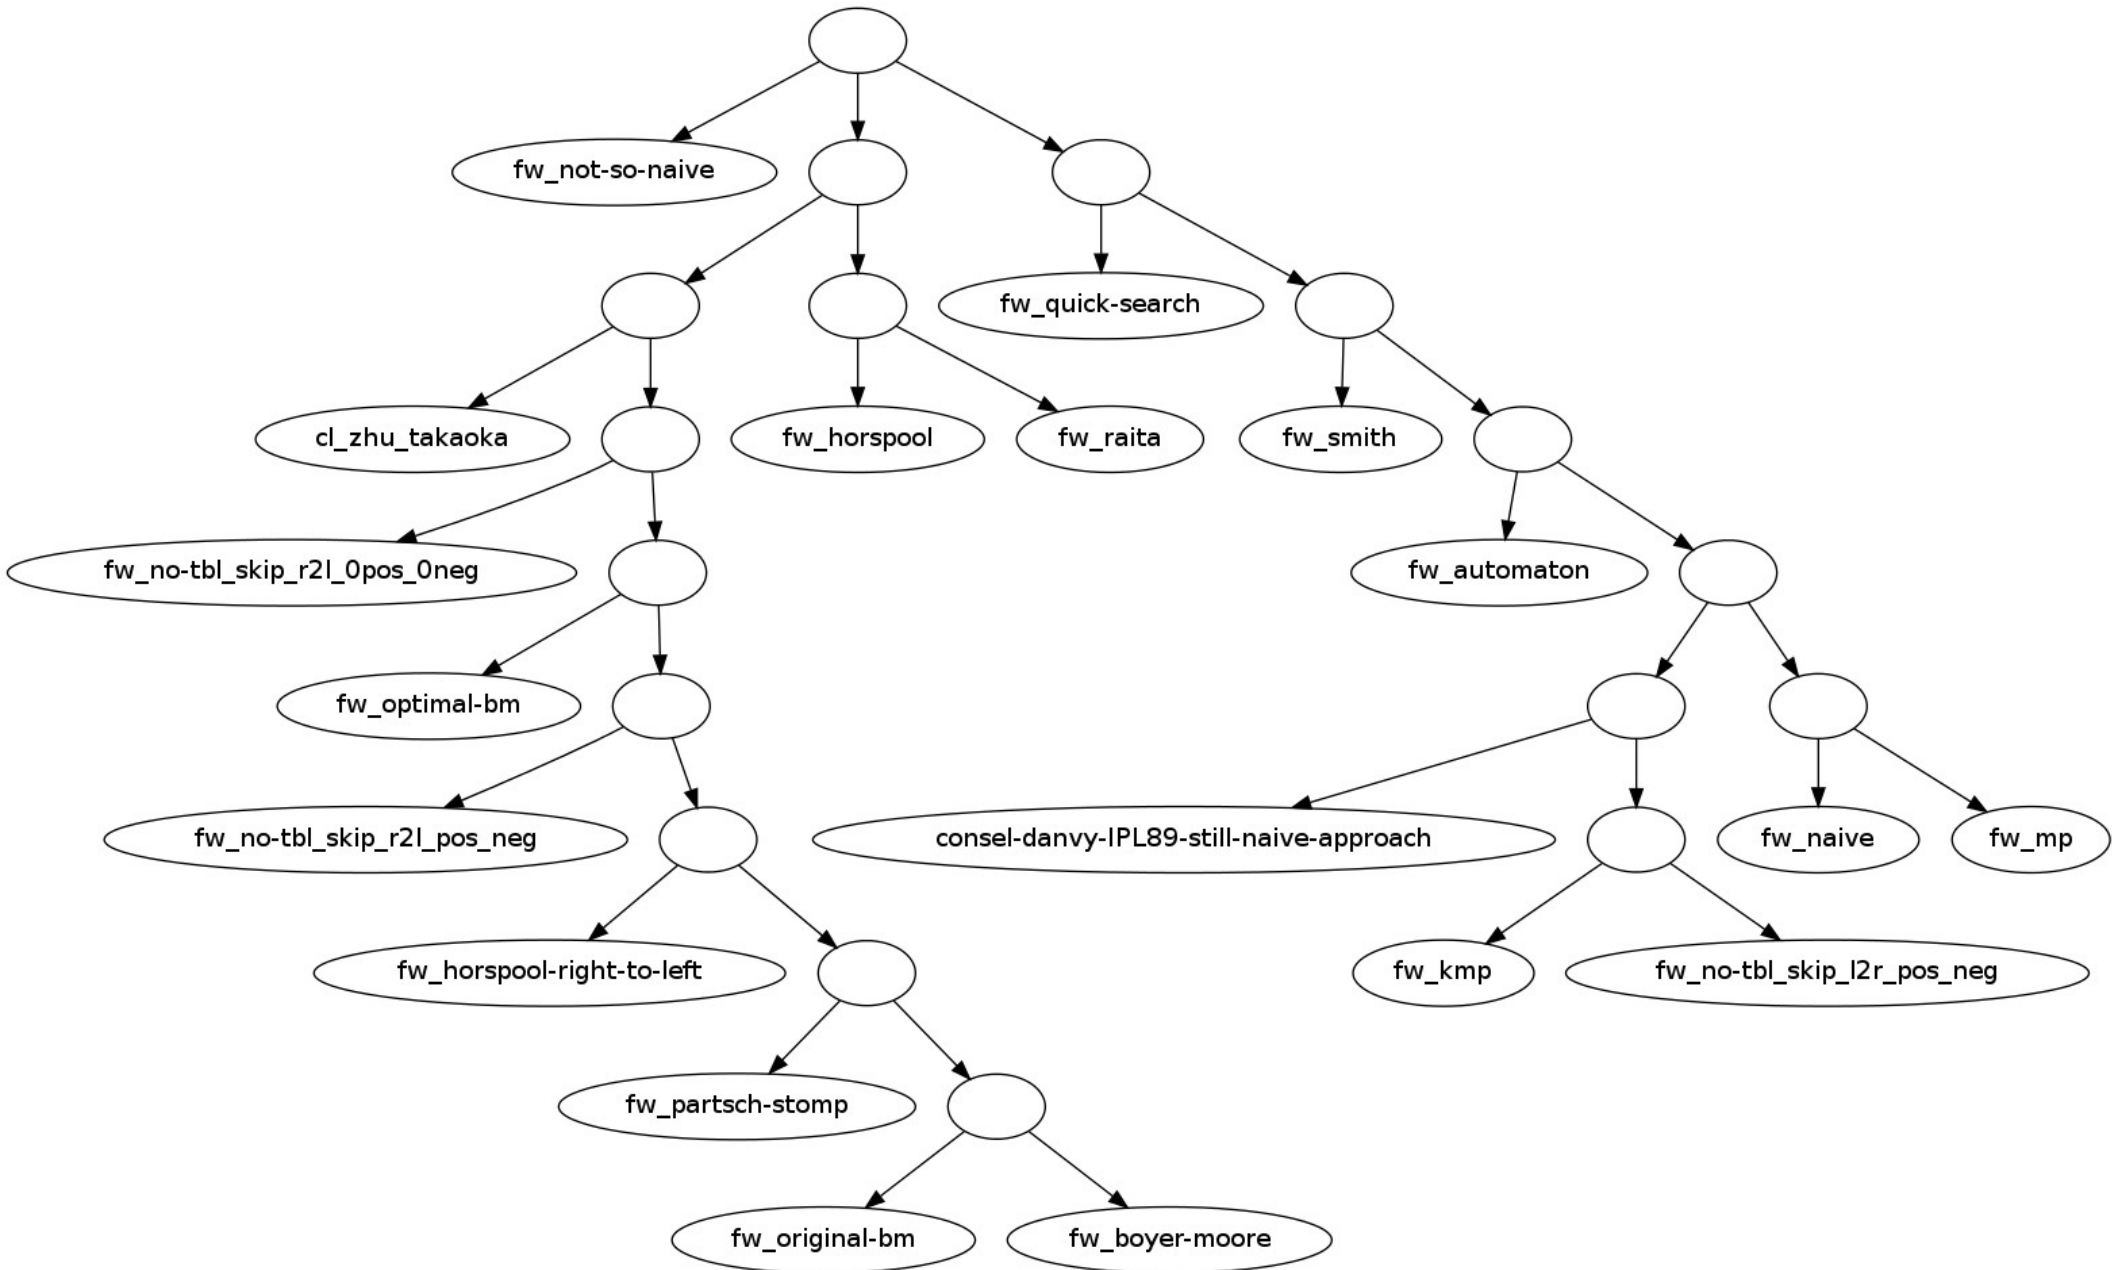 fw_not-so-naive
fw_quick-search
cl_zhu_takaoka
fw_horspool
fw_raita
fw_smith
fw_no-tbl_skip_r2l_0pos_0neg
fw_automaton
fw_optimal-bm
fw_no-tbl_skip_r2l_pos_neg
consel-danvy-IPL89-still-naive-approach
fw_naive
fw_mp
fw_horspool-right-to-left
fw_kmp
fw_no-tbl_skip_l2r_pos_neg
fw_partsch-stomp
fw_original-bm
fw_boyer-moore